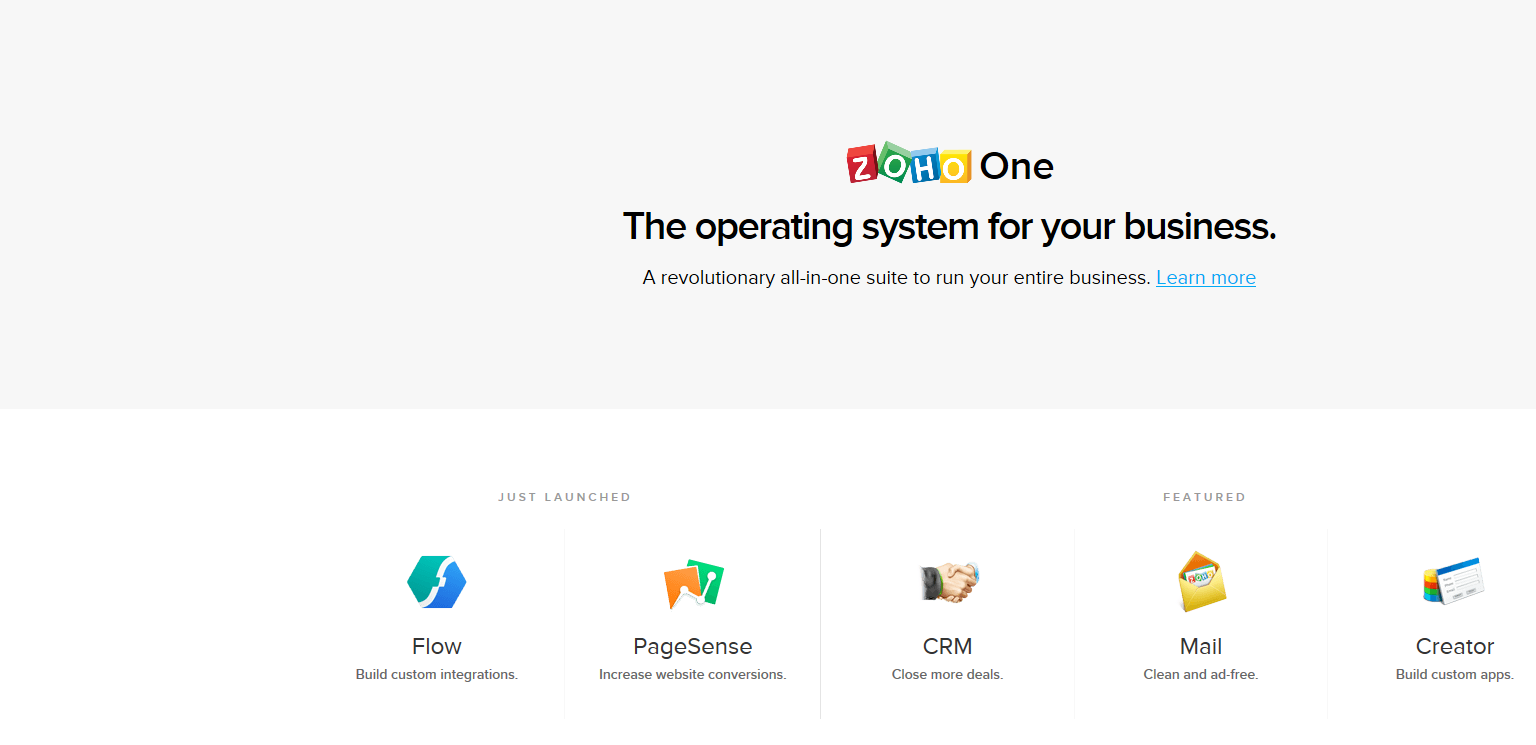 ZOHO One
The operating system for your business.
A revolutionary all-in-one suite to run your entire business. Learn more
JUST LAUNCHED
FEATURED
Flow
Build custom integrations.
PageSense
Increase website conversions.
CRM
Close more deals.
ZOHO
Mail
Clean and ad-free.
Creator
Build custom apps.